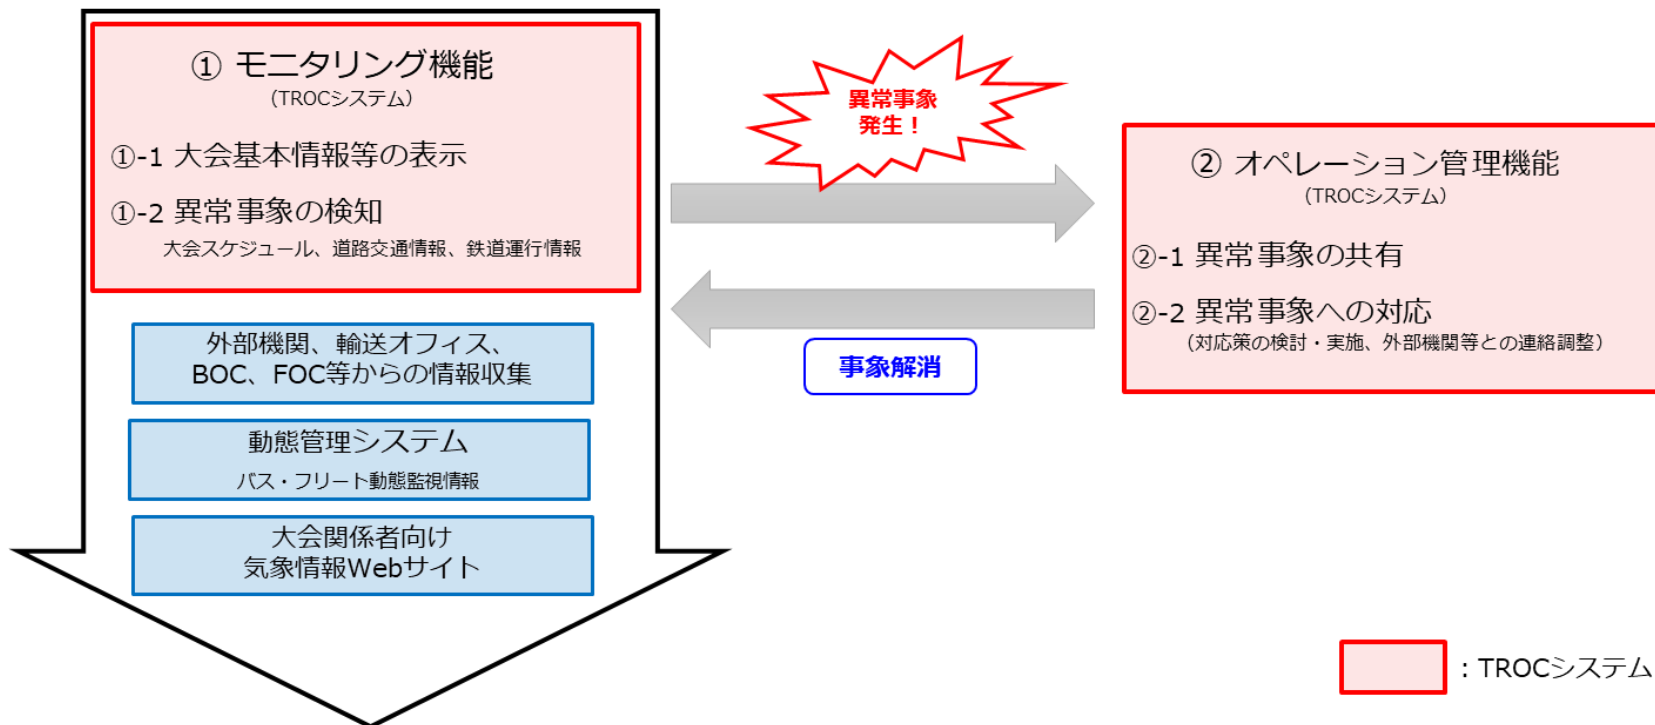 ① モニタリング機能
（TROCシステム）
①-1 大会基本情報等の表示
①-2 異常事象の検知
大会スケジュール、道路交通情報、鉄道運行情報
外部機関、輸送オフィス、
BOC、FOC等からの情報収集
動態管理システム
バス・フリート動態監視情報
大会関係者向け
気象情報Webサイト
異常事象
発生！
事象解消
② オペレーション管理機能
（TROCシステム）
②-1 異常事象の共有
②-2 異常事象への対応
（対応策の検討・実施、外部機関等との連絡調整）
：TROCシステム